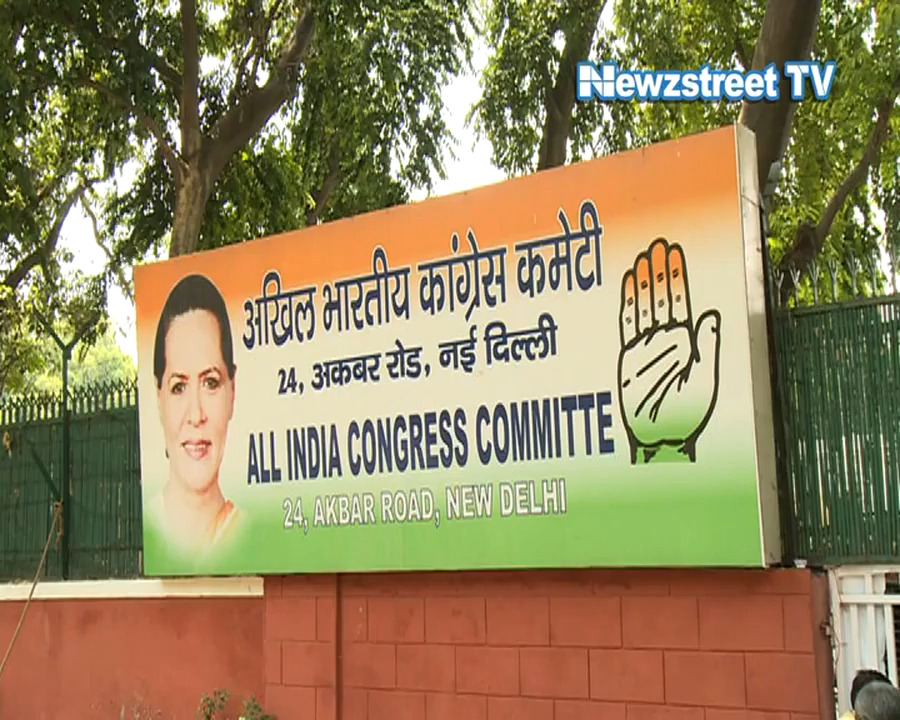 Newzstreet TV
अखिल भारतीय कांग्रेस कमेटी
24, अकबर रोड, नई दिल्ली
ALL INDIA CONGRESS COMMITTE
24, AKBAR ROAD, NEW DELHI